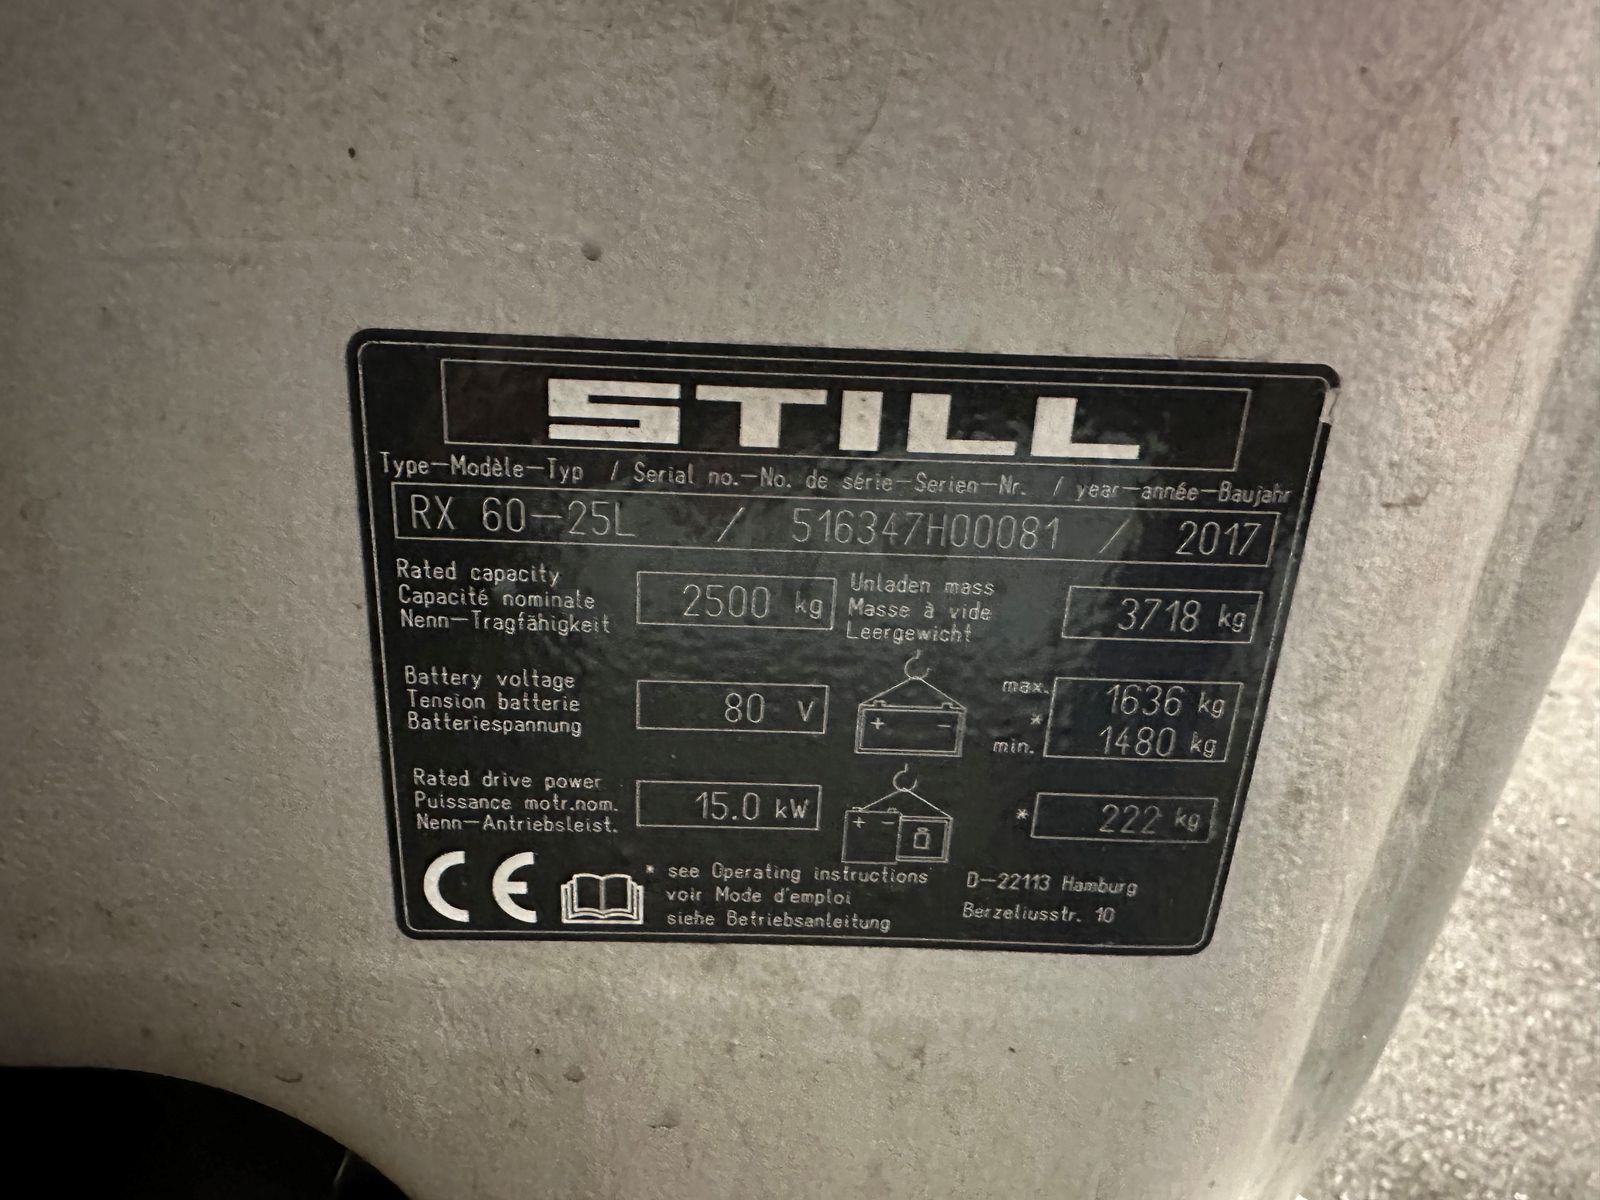 STILL
Type-Modèle-Typ / Serial no.-No. de série-Serien-Nr. / year-année-Baujahr
RX 60-25L / 516347H00081 / 2017
Rated capacity
Capacité nominale
Nenn-Tragfähigkeit
2500 kg
Unladen mass
Masse à vide
Leergewicht
3718 kg
Battery voltage
Tension batterie
Batteriespannung
80 V
+ -
max. 1636 kg
*
min. 1480 kg
Rated drive power
Puissance motr.nom.
Nenn-Antriebsleist.
15.0 kW
+ -
* 222 kg
CE
* see Operating instructions
voir Mode d'emploi
siehe Betriebsanleitung
D-22113 Hamburg
Berzeliusstr. 10